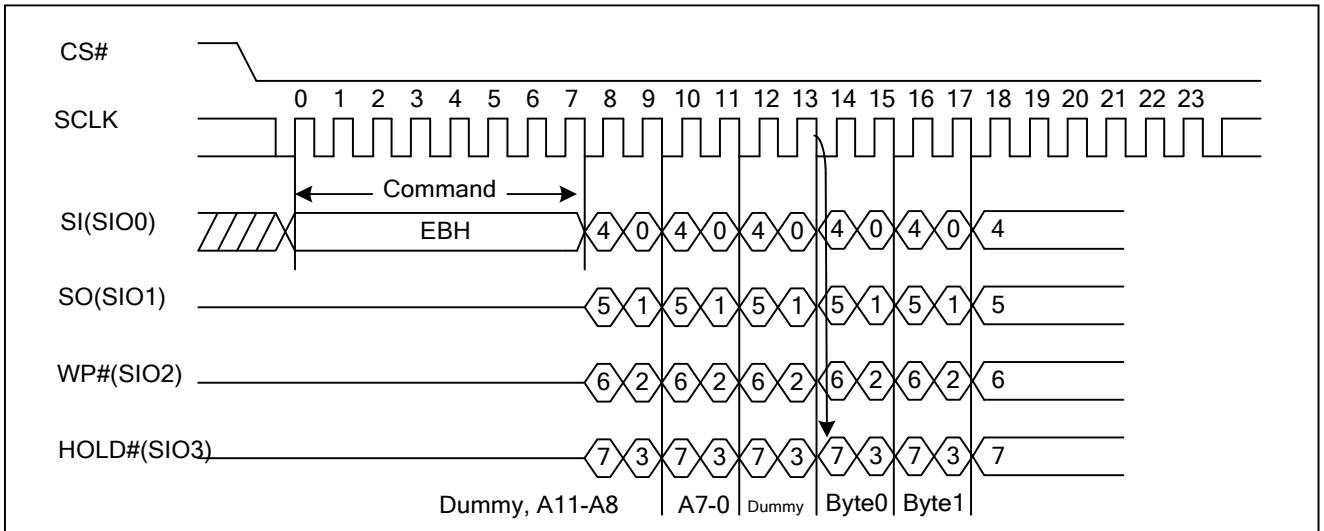 CS#
0 1 2 3 4 5 6 7 8 9 10 11 12 13 14 15 16 17 18 19 20 21 22 23
SCLK
Command
SI(SIO0)
EBH
4 0 4 0 4 0 4 0 4 0 4
SO(SIO1)
5 1 5 1 5 1 5 1 5 1 5
WP#(SIO2)
6 2 6 2 6 2 6 2 6 2 6
HOLD#(SIO3)
7 3 7 3 7 3 7 3 7 3 7
Dummy, A11-A8 A7-0 Dummy Byte0 Byte1